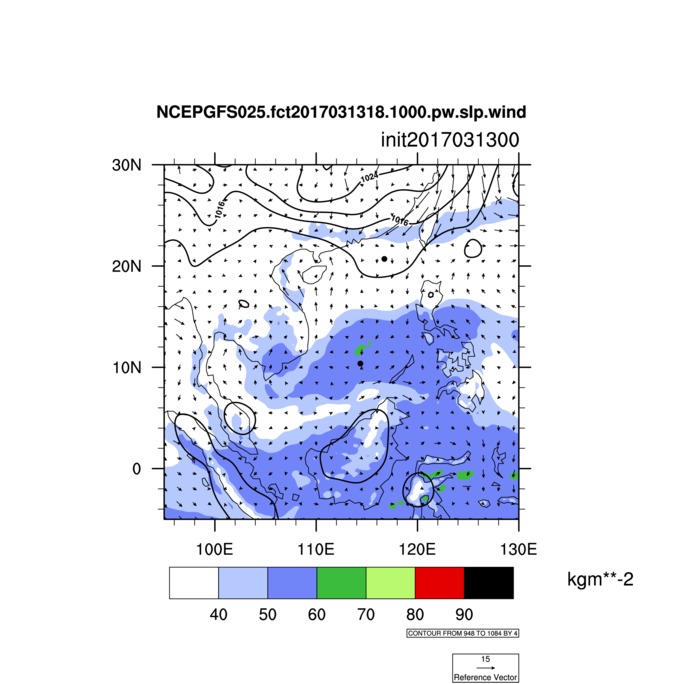 NCEPGFS025.fct2017031318.1000.pw.slp.wind
init2017031300
30N
1024
1016
1016
20N
10N
0
100E 110E 120E 130E
kgm**-2
40 50 60 70 80 90
CONTOUR FROM 948 TO 1084 BY 4
15
Reference Vector